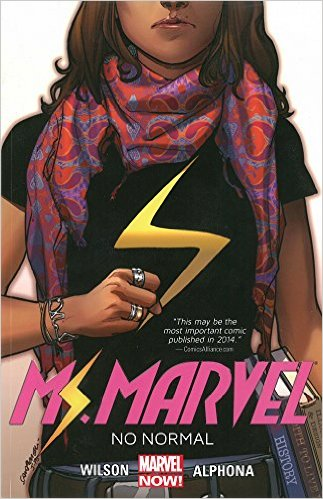 "This may be the
most important comic
published in 2014."
— ComicsAlliance.com
Ms. MARVEL
NO NORMAL
WILSON
MARVEL
NOW!
ALPHONA
HISTORY